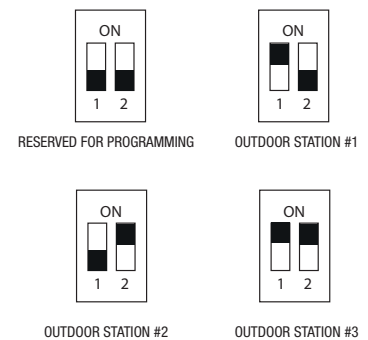 ON
1 2
RESERVED FOR PROGRAMMING
ON
1 2
OUTDOOR STATION #1
ON
1 2
OUTDOOR STATION #2
ON
1 2
OUTDOOR STATION #3